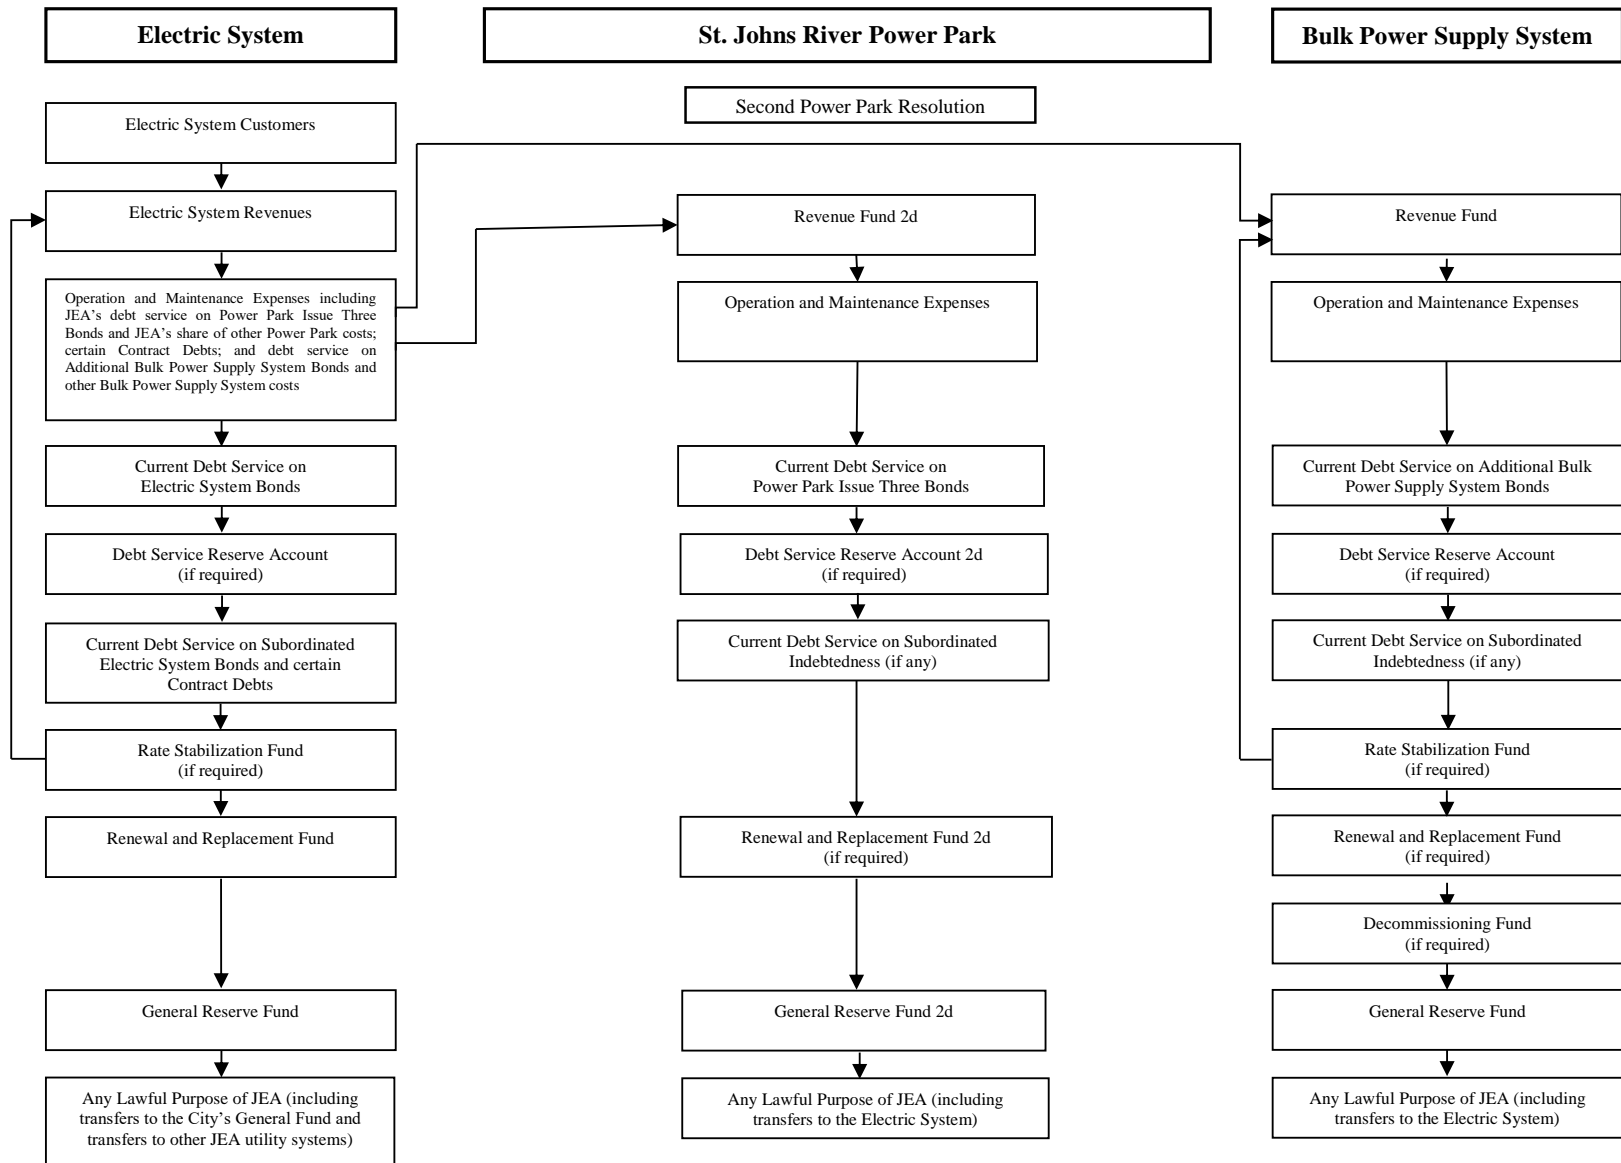 Electric System
St. Johns River Power Park
Bulk Power Supply System
Second Power Park Resolution
Electric System Customers
Electric System Revenues
Operation and Maintenance Expenses including
JEA’s debt service on Power Park Issue Three
Bonds and JEA’s share of other Power Park costs;
certain Contract Debts; and debt service on
Additional Bulk Power Supply System Bonds and
other Bulk Power Supply System costs
Current Debt Service on
Electric System Bonds
Debt Service Reserve Account
(if required)
Current Debt Service on Subordinated
Electric System Bonds and certain
Contract Debts
Rate Stabilization Fund
(if required)
Renewal and Replacement Fund
General Reserve Fund
Any Lawful Purpose of JEA (including
transfers to the City’s General Fund and
transfers to other JEA utility systems)
Revenue Fund 2d
Operation and Maintenance Expenses
Current Debt Service on
Power Park Issue Three Bonds
Debt Service Reserve Account 2d
(if required)
Current Debt Service on Subordinated
Indebtedness (if any)
Renewal and Replacement Fund 2d
(if required)
General Reserve Fund 2d
Any Lawful Purpose of JEA (including
transfers to the Electric System)
Revenue Fund
Operation and Maintenance Expenses
Current Debt Service on Additional Bulk
Power Supply System Bonds
Debt Service Reserve Account
(if required)
Current Debt Service on Subordinated
Indebtedness (if any)
Rate Stabilization Fund
(if required)
Renewal and Replacement Fund
(if required)
Decommissioning Fund
(if required)
General Reserve Fund
Any Lawful Purpose of JEA (including
transfers to the Electric System)